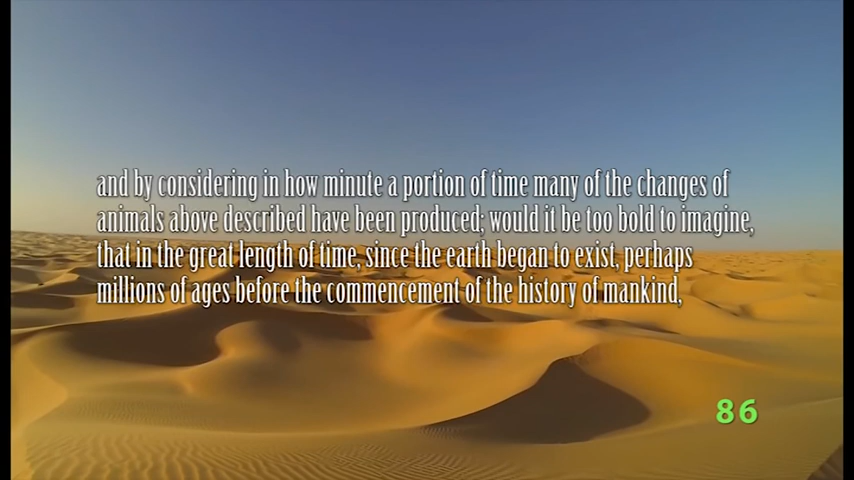 and by considering in how minute a portion of time many of the changes of
animals above described have been produced; would it be too bold to imagine,
that in the great length of time, since the earth began to exist, perhaps
millions of ages before the commencement of the history of mankind,
86